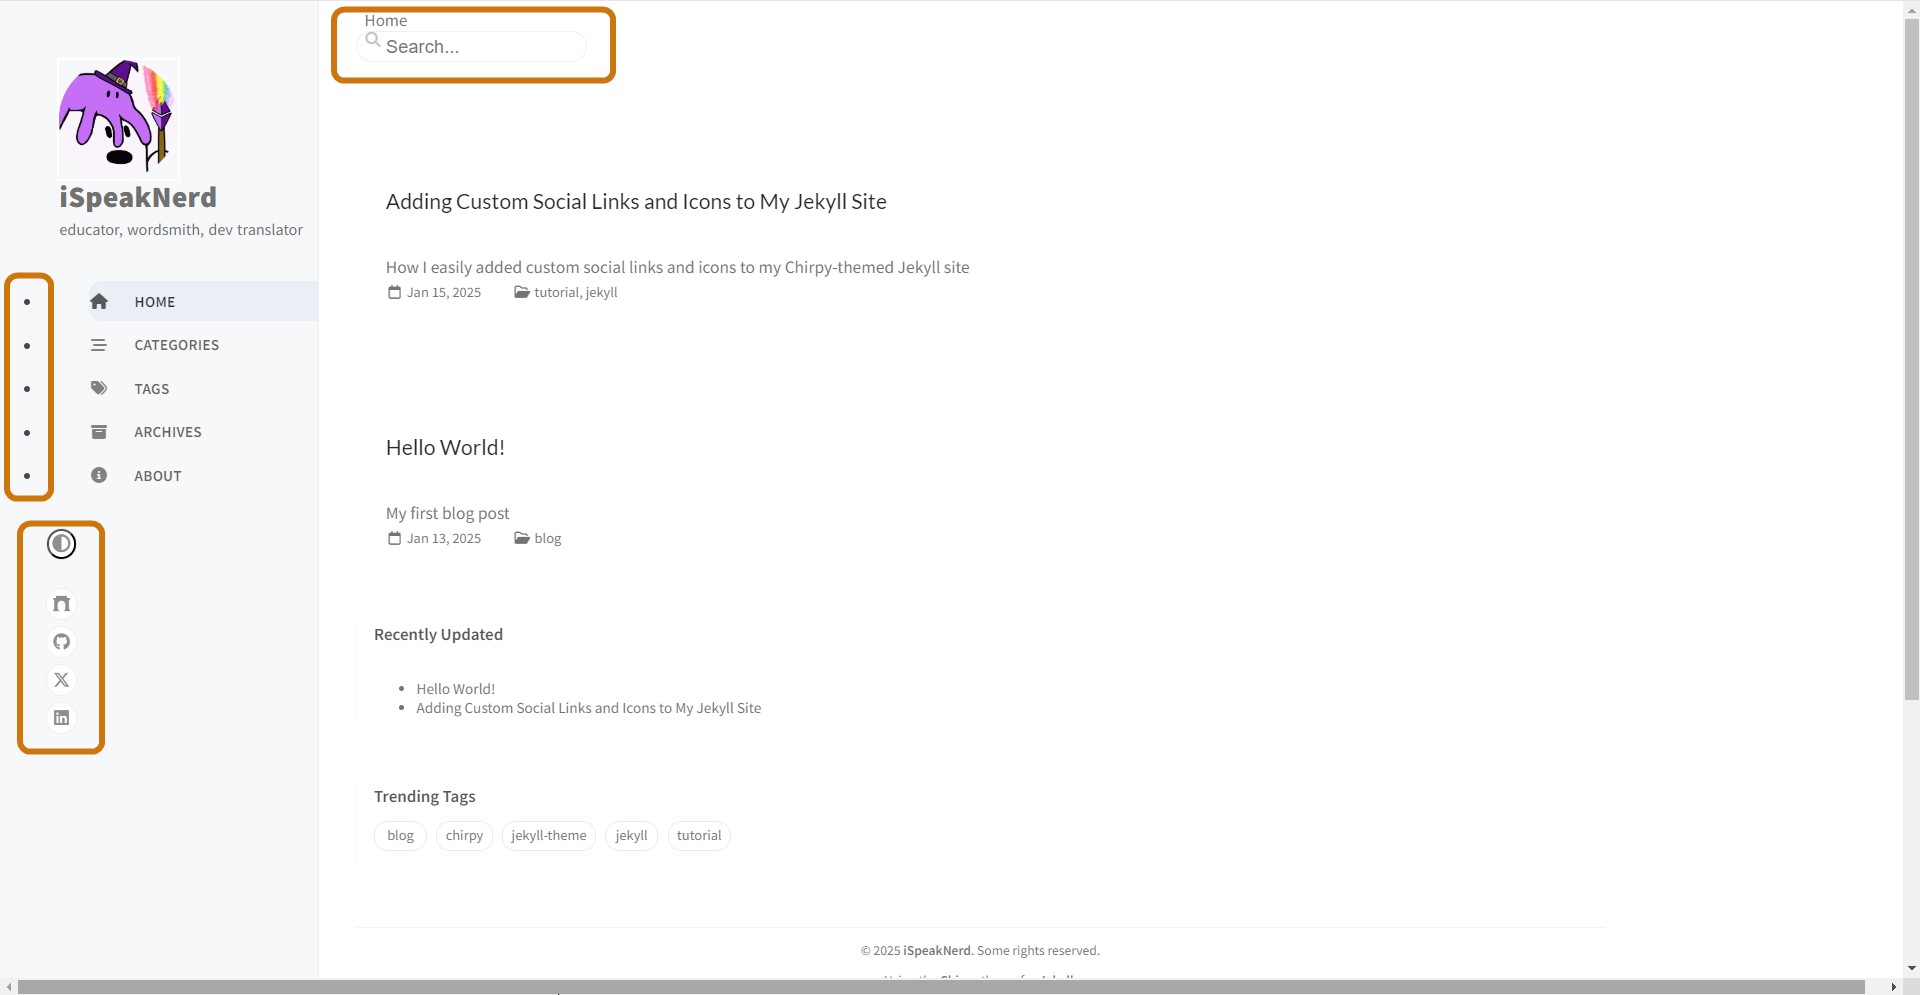 iSpeakNerd
educator, wordsmith, dev translator
HOME
CATEGORIES
TAGS
ARCHIVES
ABOUT
Home
Search...
Adding Custom Social Links and Icons to My Jekyll Site
How I easily added custom social links and icons to my Chirpy-themed Jekyll site
Jan 15, 2025 tutorial, jekyll
Hello World!
My first blog post
Jan 13, 2025 blog
Recently Updated
Hello World!
Adding Custom Social Links and Icons to My Jekyll Site
Trending Tags
blog chirpy jekyll-theme jekyll tutorial
© 2025 iSpeakNerd. Some rights reserved.